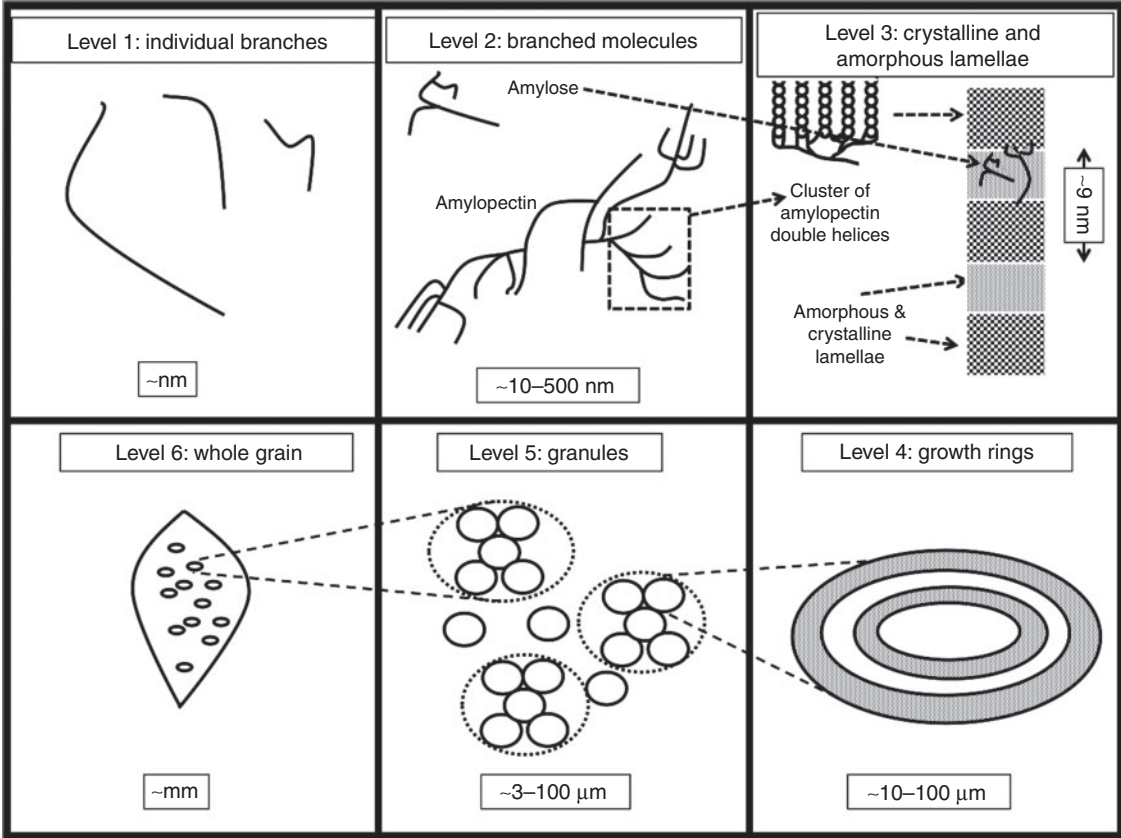 Level 1: individual branches
~nm
Level 2: branched molecules
Amylose
Amylopectin
Cluster of
amylopectin
double helices
~10–500 nm
Level 3: crystalline and
amorphous lamellae
~9 nm
Amorphous &
crystalline
lamellae
Level 6: whole grain
~mm
Level 5: granules
~3–100 μm
Level 4: growth rings
~10–100 μm